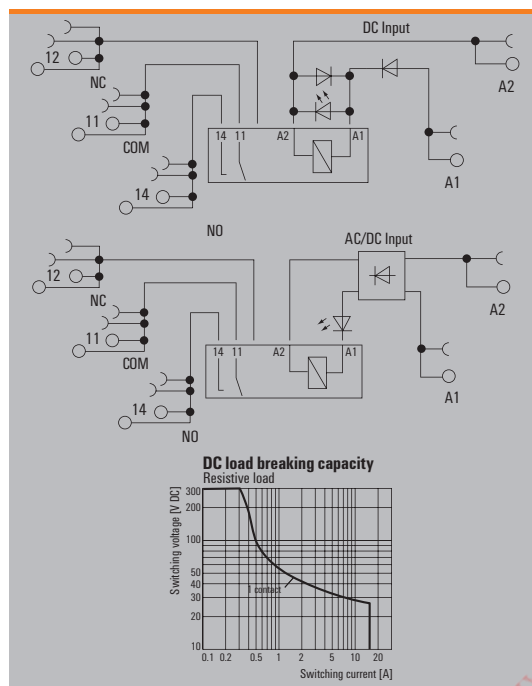 DC Input
12
NC
A2
11
COM
14 11 A2 A1
A1
14
NO
AC/DC Input
12
NC
A2
11
COM
14 11 A2 A1
A1
14
NO
DC load breaking capacity
Resistive load
Switching voltage [V DC]
300
200
100
50
40
30
20
10
1 contact
0.1 0.2 0.5 1 2 5 10 20
Switching current [A]